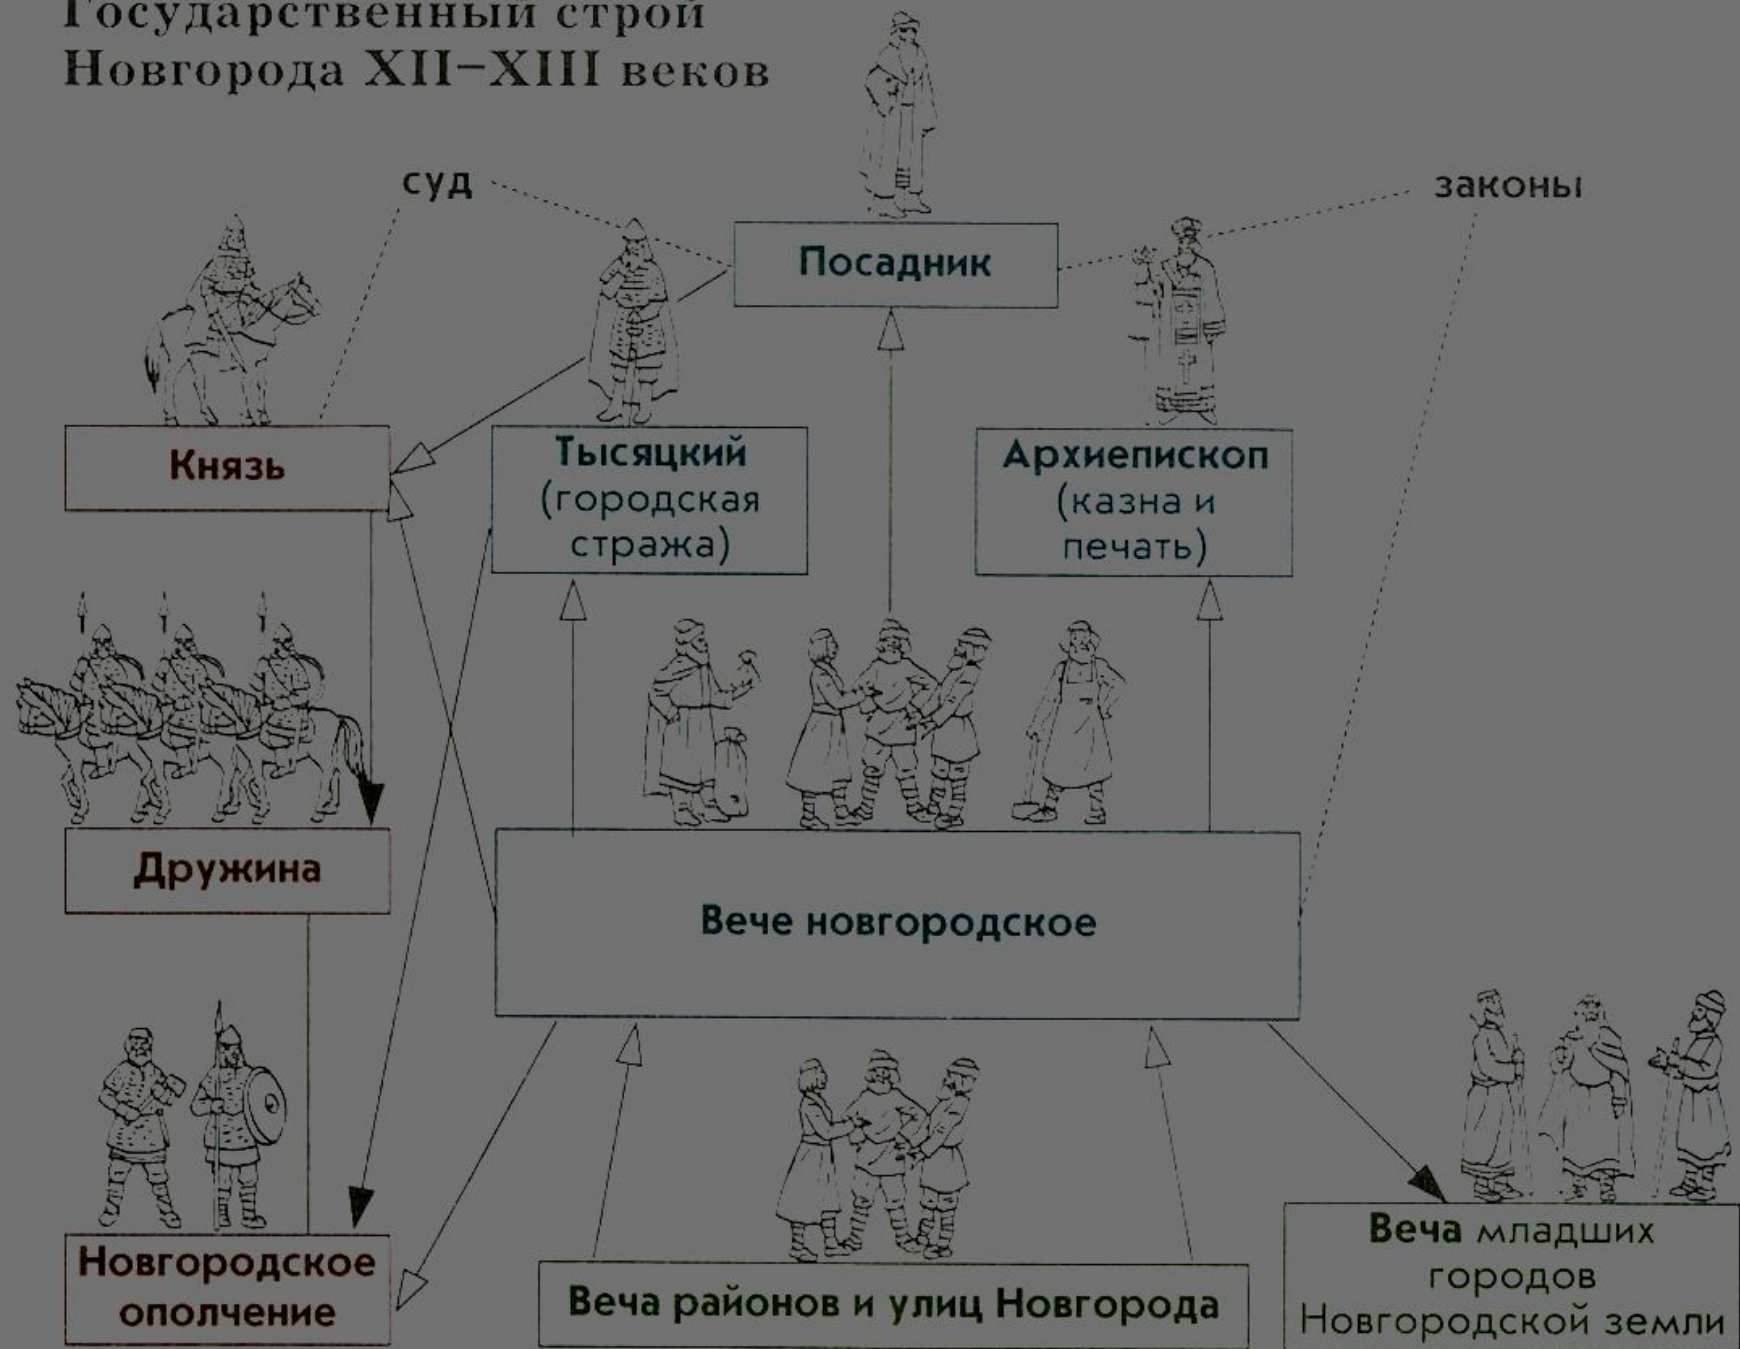 Государственный строй
Новгорода XII–XIII веков
суд
законы
Посадник
Князь
Тысяцкий
(городская
стража)
Архиепископ
(казна и
печать)
Дружина
Вече новгородское
Новгородское
ополчение
Веча районов и улиц Новгорода
Веча младших
городов
Новгородской земли